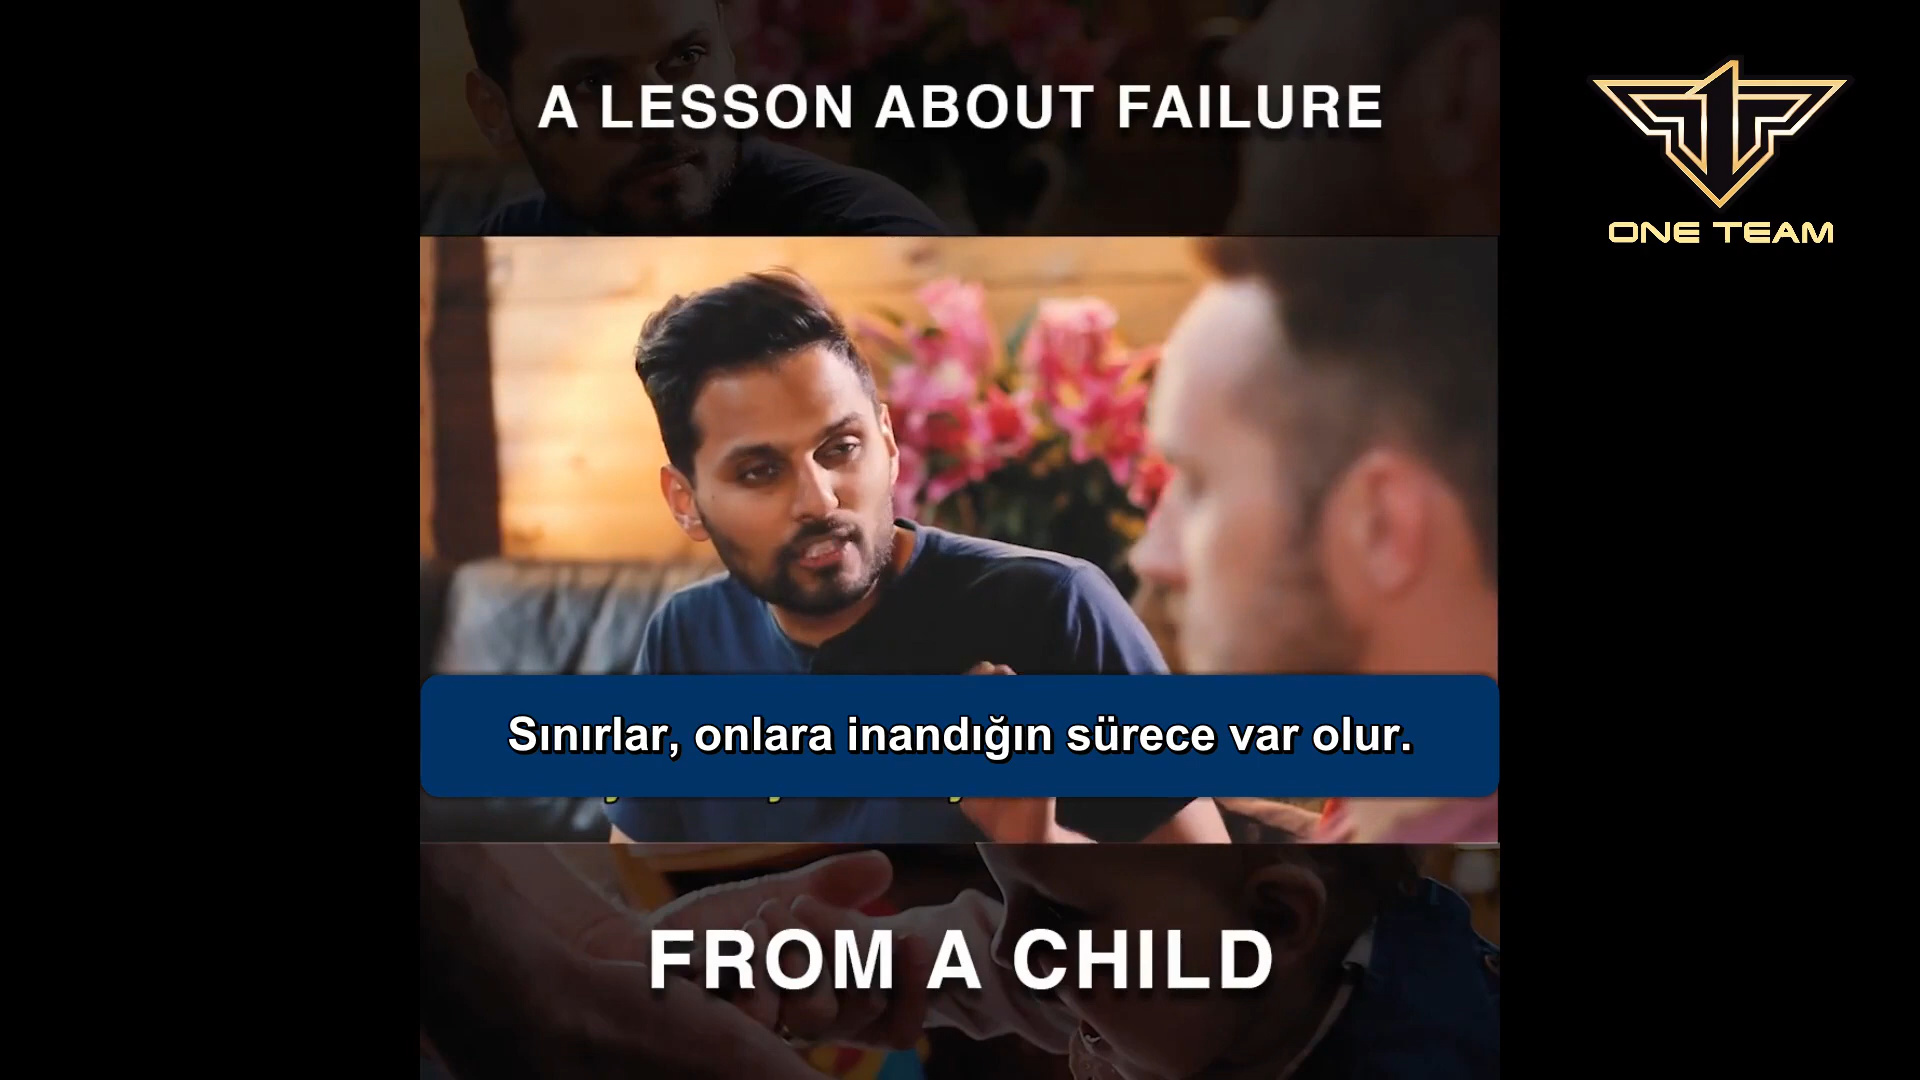 A LESSON ABOUT FAILURE
ONE TEAM
Sınırlar, onlara inandığın sürece var olur.
FROM A CHILD